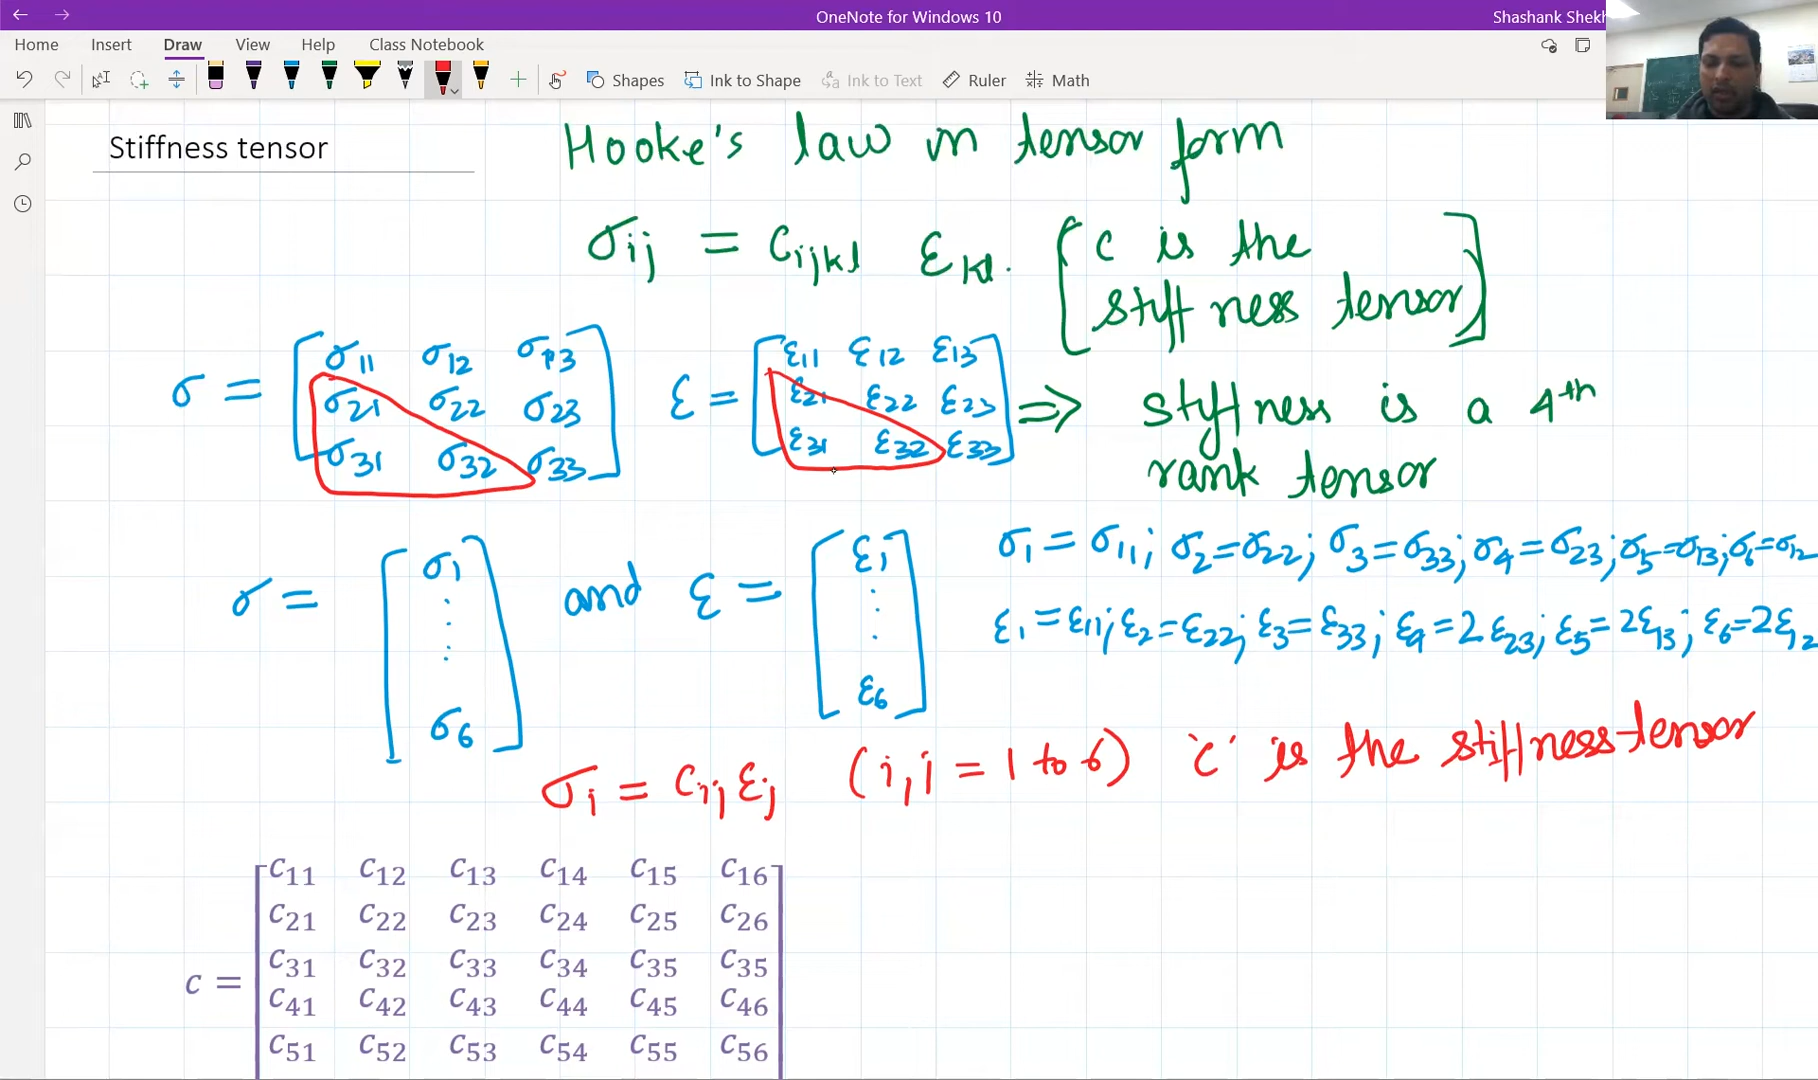 OneNote for Windows 10
Shashank Shekh
Home Insert Draw View Help Class Notebook
Shapes Ink to Shape Ink to Text Ruler Math
Stiffness tensor
Hooke's law in tensor form
σij = Cijkl εkl. [c is the stiffness tensor]
σ = [σ11 σ12 σ13
σ21 σ22 σ23
σ31 σ32 σ33]
ε = [ε11 ε12 ε13
ε21 ε22 ε23
ε31 ε32 ε33]
⇒ stiffness is a 4th
rank tensor
σ = [σ1 ⋮ σ6] and ε = [ε1 ⋮ ε6]
σ1 = σ11; σ2=σ22; σ3=σ33; σ4=σ23; σ5=σ13; σ6=σ12
ε1=ε11; ε2=ε22; ε3=ε33; ε4=2ε23; ε5=2ε13; ε6=2ε12
σi = Cij εj (i,j = 1 to 6) 'c' is the stiffness tensor
c11 c12 c13 c14 c15 c16
c21 c22 c23 c24 c25 c26
c31 c32 c33 c34 c35 c35
c =
c41 c42 c43 c44 c45 c46
c51 c52 c53 c54 c55 c56